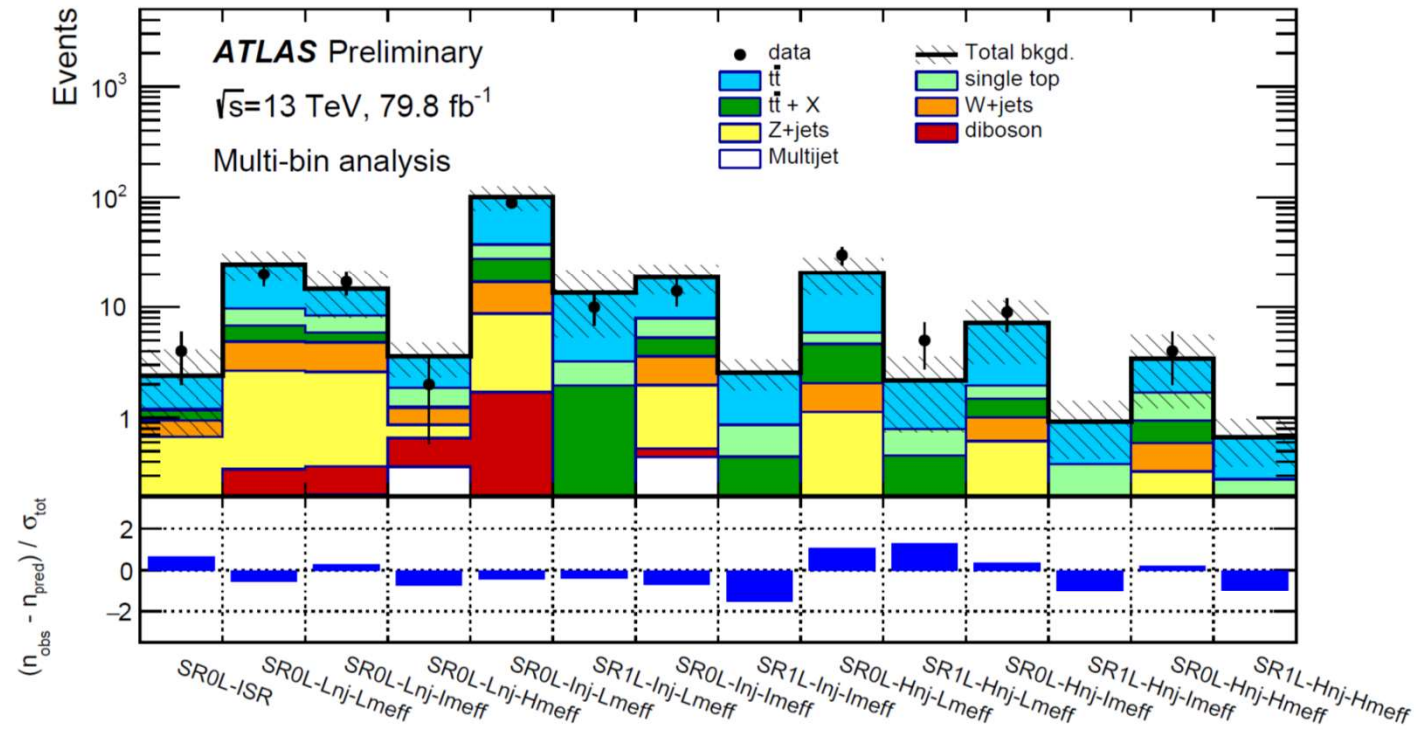 Events
10³
10²
10
1
ATLAS Preliminary
√s=13 TeV, 79.8 fb⁻¹
Multi-bin analysis
data
tt̄
tt̄ + X
Z+jets
Multijet
Total bkgd.
single top
W+jets
diboson
(n_obs - n_pred) / σ_tot
2
0
−2
SR0L-ISR
SR0L-Lnj-Lmeff
SR0L-Lnj-Imeff
SR0L-Lnj-Hmeff
SR0L-Inj-Lmeff
SR1L-Inj-Lmeff
SR0L-Inj-Imeff
SR1L-Inj-Imeff
SR0L-Hnj-Lmeff
SR1L-Hnj-Lmeff
SR0L-Hnj-Imeff
SR1L-Hnj-Imeff
SR0L-Hnj-Hmeff
SR1L-Hnj-Hmeff